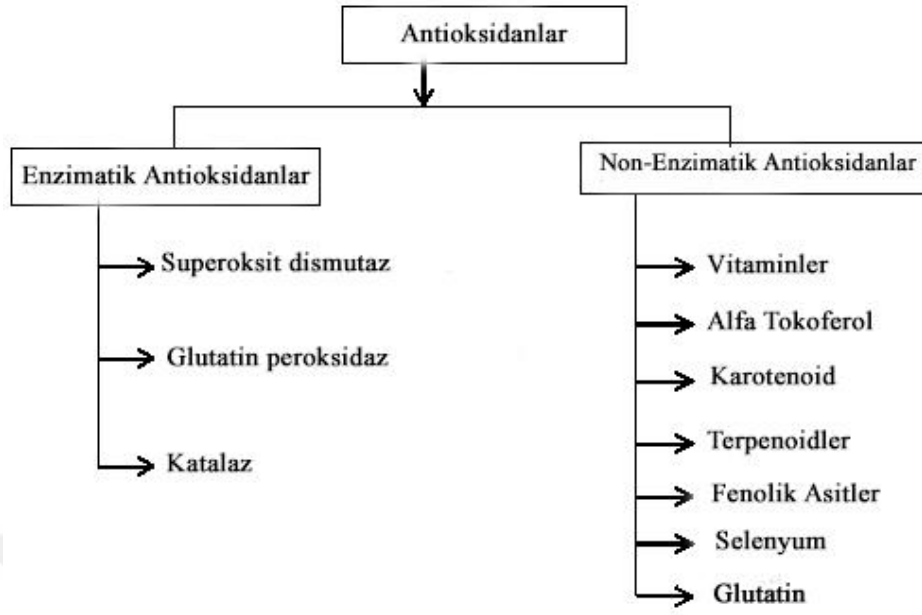 Antioksidanlar
Enzimatik Antioksidanlar
Superoksit dismutaz
Glutatin peroksidaz
Katalaz
Non-Enzimatik Antioksidanlar
Vitaminler
Alfa Tokoferol
Karotenoid
Terpenoidler
Fenolik Asitler
Selenyum
Glutatin